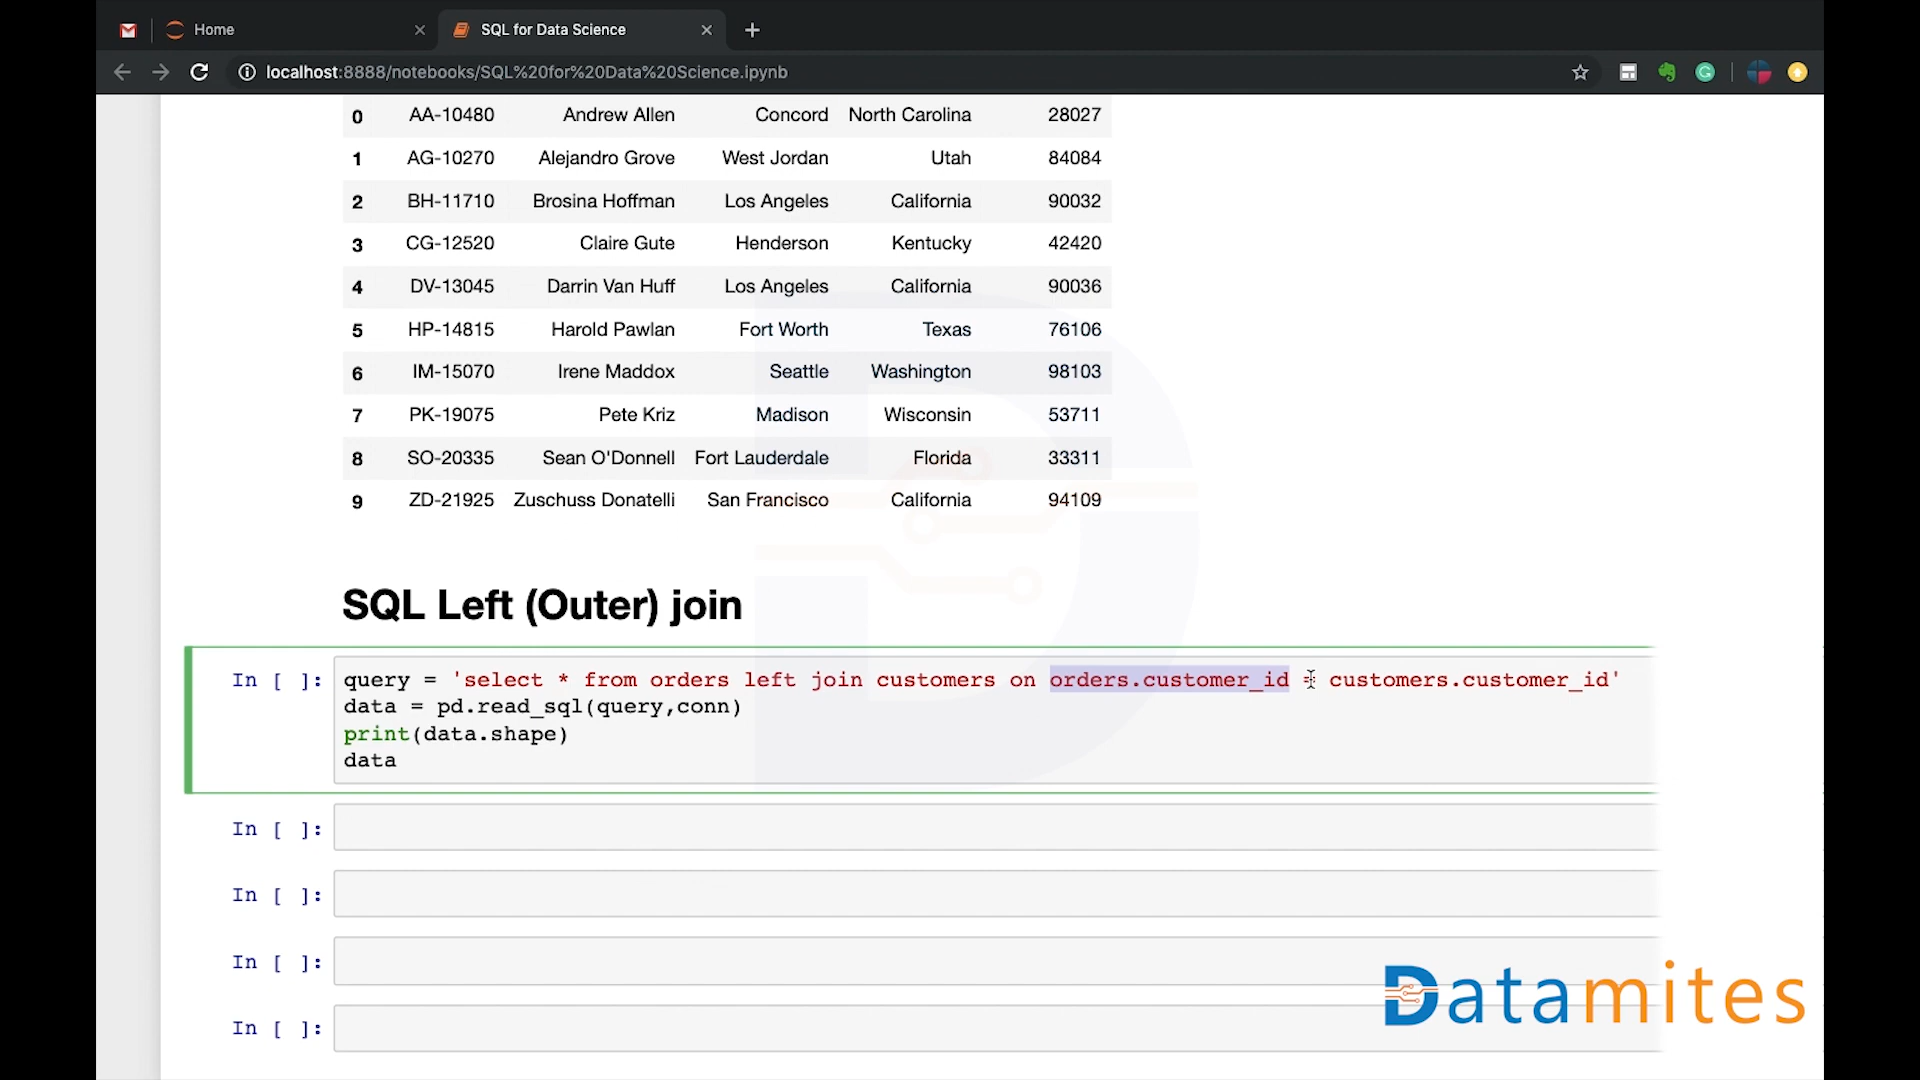 Home
SQL for Data Science
localhost:8888/notebooks/SQL%20for%20Data%20Science.ipynb
0 AA-10480 Andrew Allen Concord North Carolina 28027
1 AG-10270 Alejandro Grove West Jordan Utah 84084
2 BH-11710 Brosina Hoffman Los Angeles California 90032
3 CG-12520 Claire Gute Henderson Kentucky 42420
4 DV-13045 Darrin Van Huff Los Angeles California 90036
5 HP-14815 Harold Pawlan Fort Worth Texas 76106
6 IM-15070 Irene Maddox Seattle Washington 98103
7 PK-19075 Pete Kriz Madison Wisconsin 53711
8 SO-20335 Sean O'Donnell Fort Lauderdale Florida 33311
9 ZD-21925 Zuschuss Donatelli San Francisco California 94109
SQL Left (Outer) join
In [ ]: query = 'select * from orders left join customers on orders.customer_id = customers.customer_id'
data = pd.read_sql(query,conn)
print(data.shape)
data
In [ ]:
In [ ]:
In [ ]:
In [ ]:
Datamites